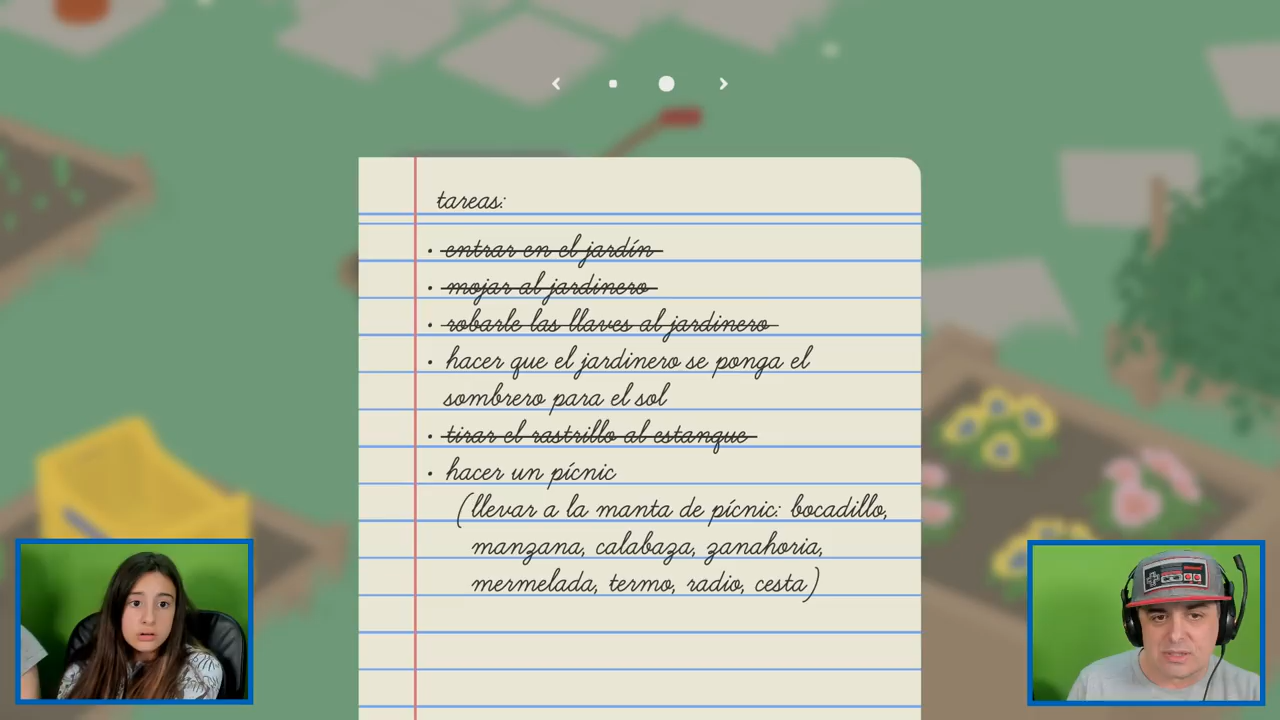 tareas:
• entrar en el jardín
• mojar al jardinero
• robarle las llaves al jardinero
• hacer que el jardinero se ponga el
sombrero para el sol
• tirar el rastrillo al estanque
• hacer un pícnic
(llevar a la manta de pícnic: bocadillo,
manzana, calabaza, zanahoria,
mermelada, termo, radio, cesta)